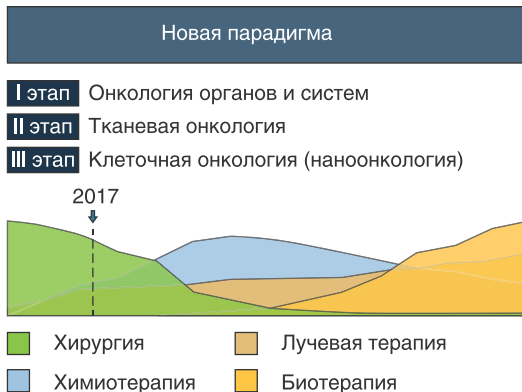 Новая парадигма
I этап Онкология органов и систем
II этап Тканевая онкология
III этап Клеточная онкология (наноонкология)
2017
Хирургия Лучевая терапия
Химиотерапия Биотерапия